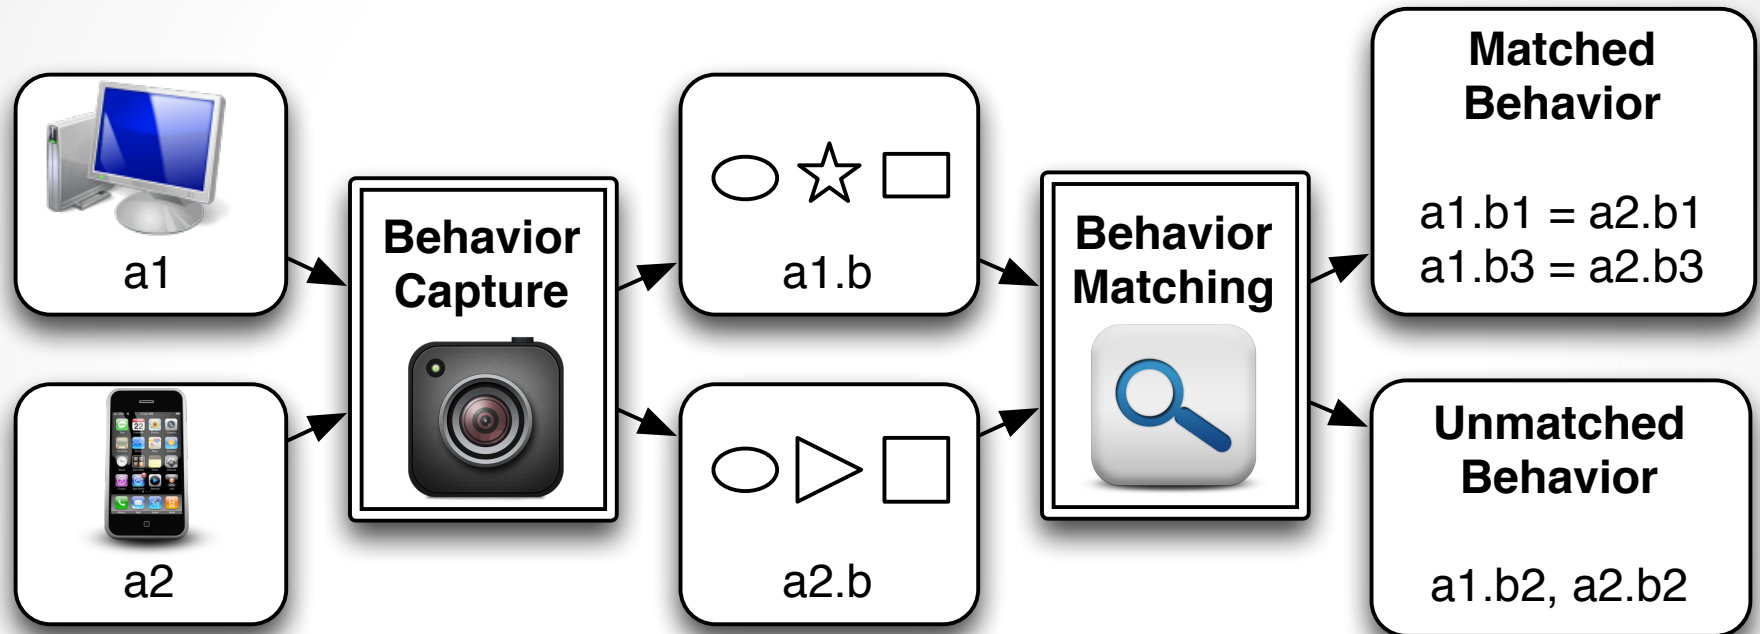 a1
a2
Behavior
Capture
a1.b
a2.b
Behavior
Matching
Matched
Behavior
a1.b1 = a2.b1
a1.b3 = a2.b3
Unmatched
Behavior
a1.b2, a2.b2